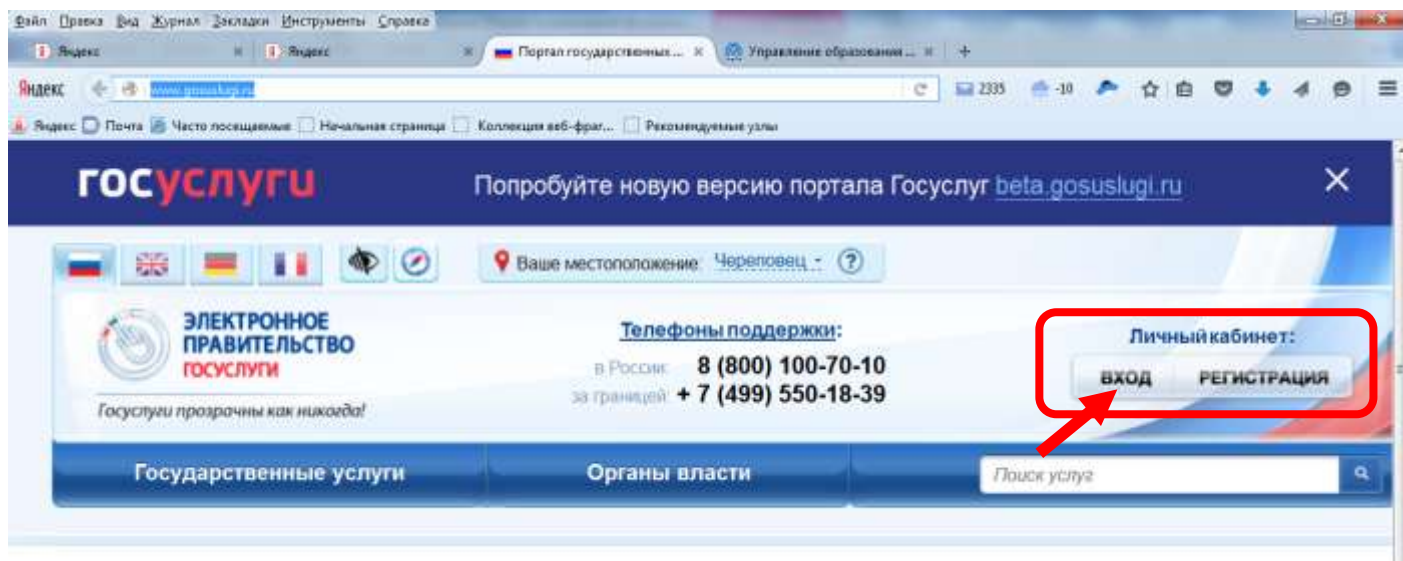 Файл Правка Вид Журнал Закладки Инструменты Справка
Яндекс Яндекс Портал государственных ... Управление образования ... +
Яндекс www.gosuslugi.ru 2335 -10
Яндекс Почта Часто посещаемые Начальная страница Коллекция веб-фраг... Рекомендуемые узлы
госуслуги Попробуйте новую версию портала Госуслуг beta.gosuslugi.ru
Ваше местоположение: Череповец
ЭЛЕКТРОННОЕ
ПРАВИТЕЛЬСТВО
ГОСУСЛУГИ
Госуслуги прозрачны как никогда!
Телефоны поддержки:
в России: 8 (800) 100-70-10
за границей: + 7 (499) 550-18-39
Личный кабинет:
ВХОД РЕГИСТРАЦИЯ
Государственные услуги Органы власти Поиск услуг